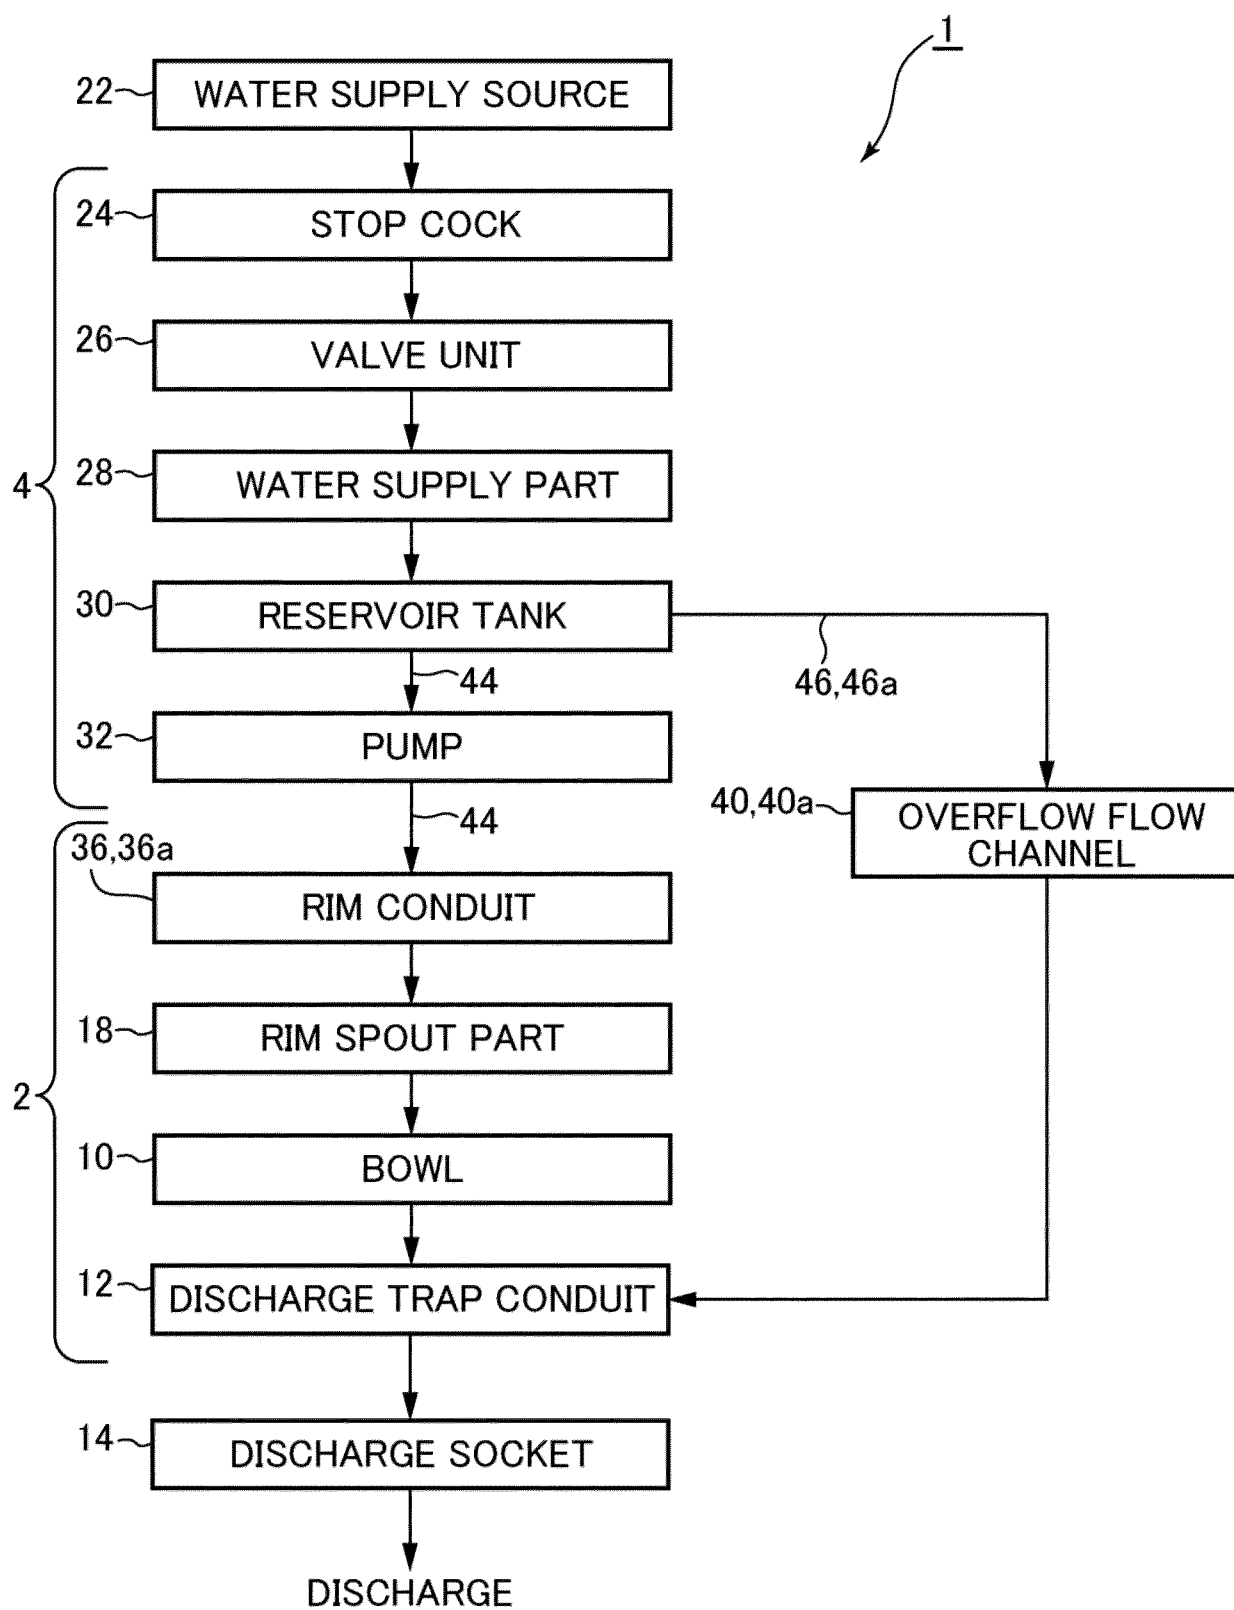 1
22 WATER SUPPLY SOURCE
24 STOP COCK
26 VALVE UNIT
4
28 WATER SUPPLY PART
30 RESERVOIR TANK
44
46,46a
32 PUMP
40,40a OVERFLOW FLOW
CHANNEL
44
36,36a
RIM CONDUIT
18 RIM SPOUT PART
2
10 BOWL
12 DISCHARGE TRAP CONDUIT
14 DISCHARGE SOCKET
DISCHARGE